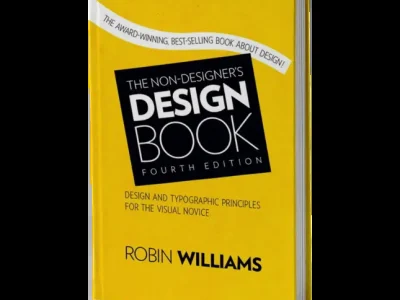 THE AWARD-WINNING, BEST-SELLING BOOK ABOUT DESIGN!
THE NON-DESIGNER'S
DESIGN
BOOK
FOURTH EDITION
DESIGN AND TYPOGRAPHIC PRINCIPLES
FOR THE VISUAL NOVICE
ROBIN WILLIAMS